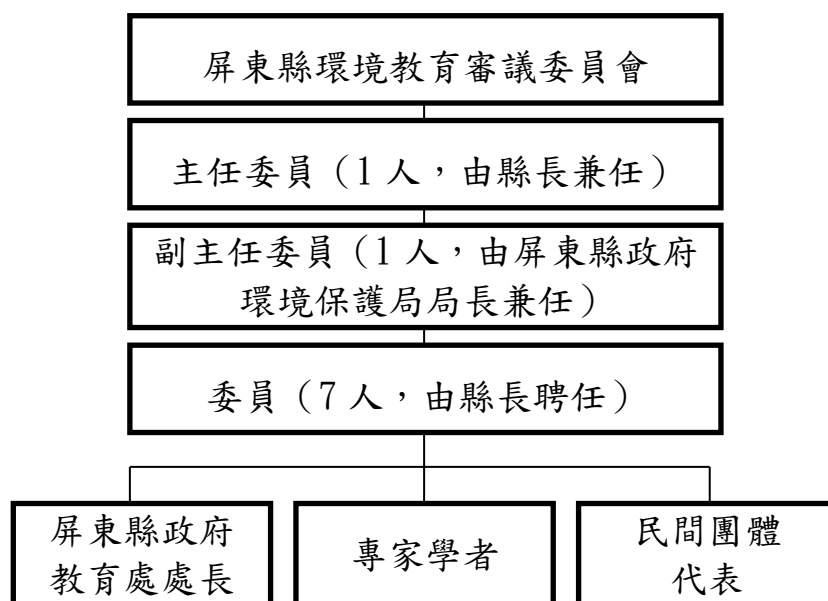 屏東縣環境教育審議委員會
主任委員（1人，由縣長兼任）
副主任委員（1人，由屏東縣政府
環境保護局局長兼任）
委員（7人，由縣長聘任）
屏東縣政府
教育處處長
專家學者
民間團體
代表